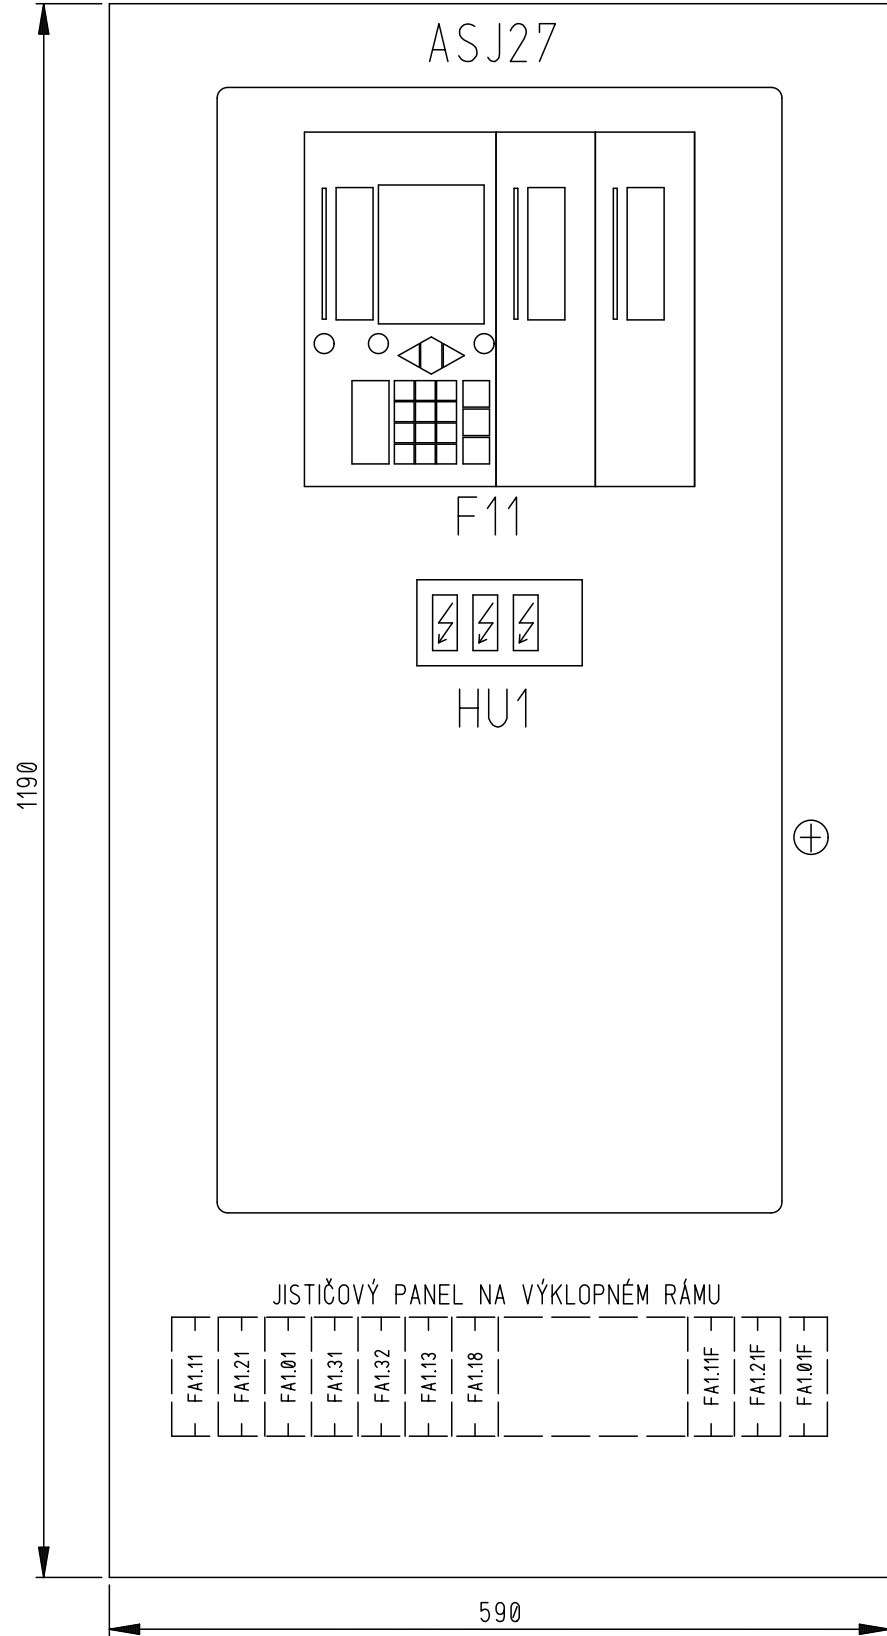 ASJ27
F11
HU1
1190
JISTIČOVÝ PANEL NA VÝKLOPNÉM RÁMU
FA1.11
FA1.21
FA1.01
FA1.31
FA1.32
FA1.13
FA1.18
FA1.11F
FA1.21F
FA1.01F
590